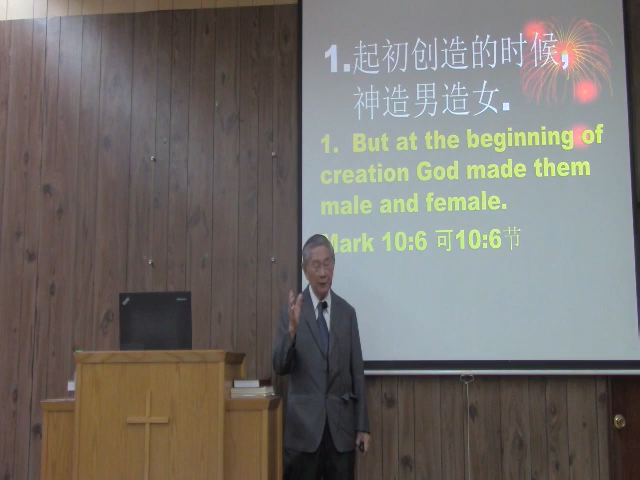 1.起初创造的时候,
神造男造女.
1. But at the beginning of
creation God made them
male and female.
Mark 10:6 可10:6节